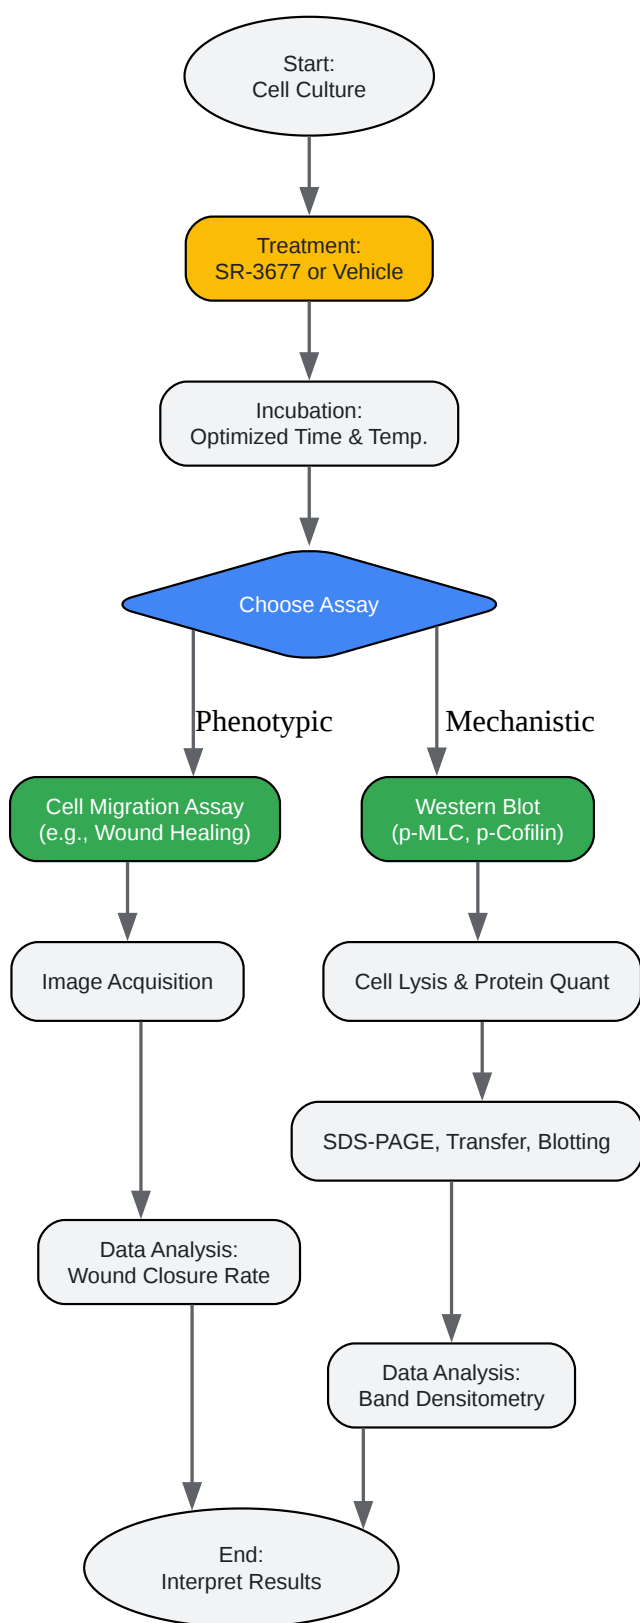 Start:
Cell Culture
Treatment:
SR-3677 or Vehicle
Incubation:
Optimized Time & Temp.
Choose Assay
Phenotypic
Mechanistic
Cell Migration Assay
(e.g., Wound Healing)
Western Blot
(p-MLC, p-Cofilin)
Image Acquisition
Cell Lysis & Protein Quant
SDS-PAGE, Transfer, Blotting
Data Analysis:
Wound Closure Rate
Data Analysis:
Band Densitometry
End:
Interpret Results